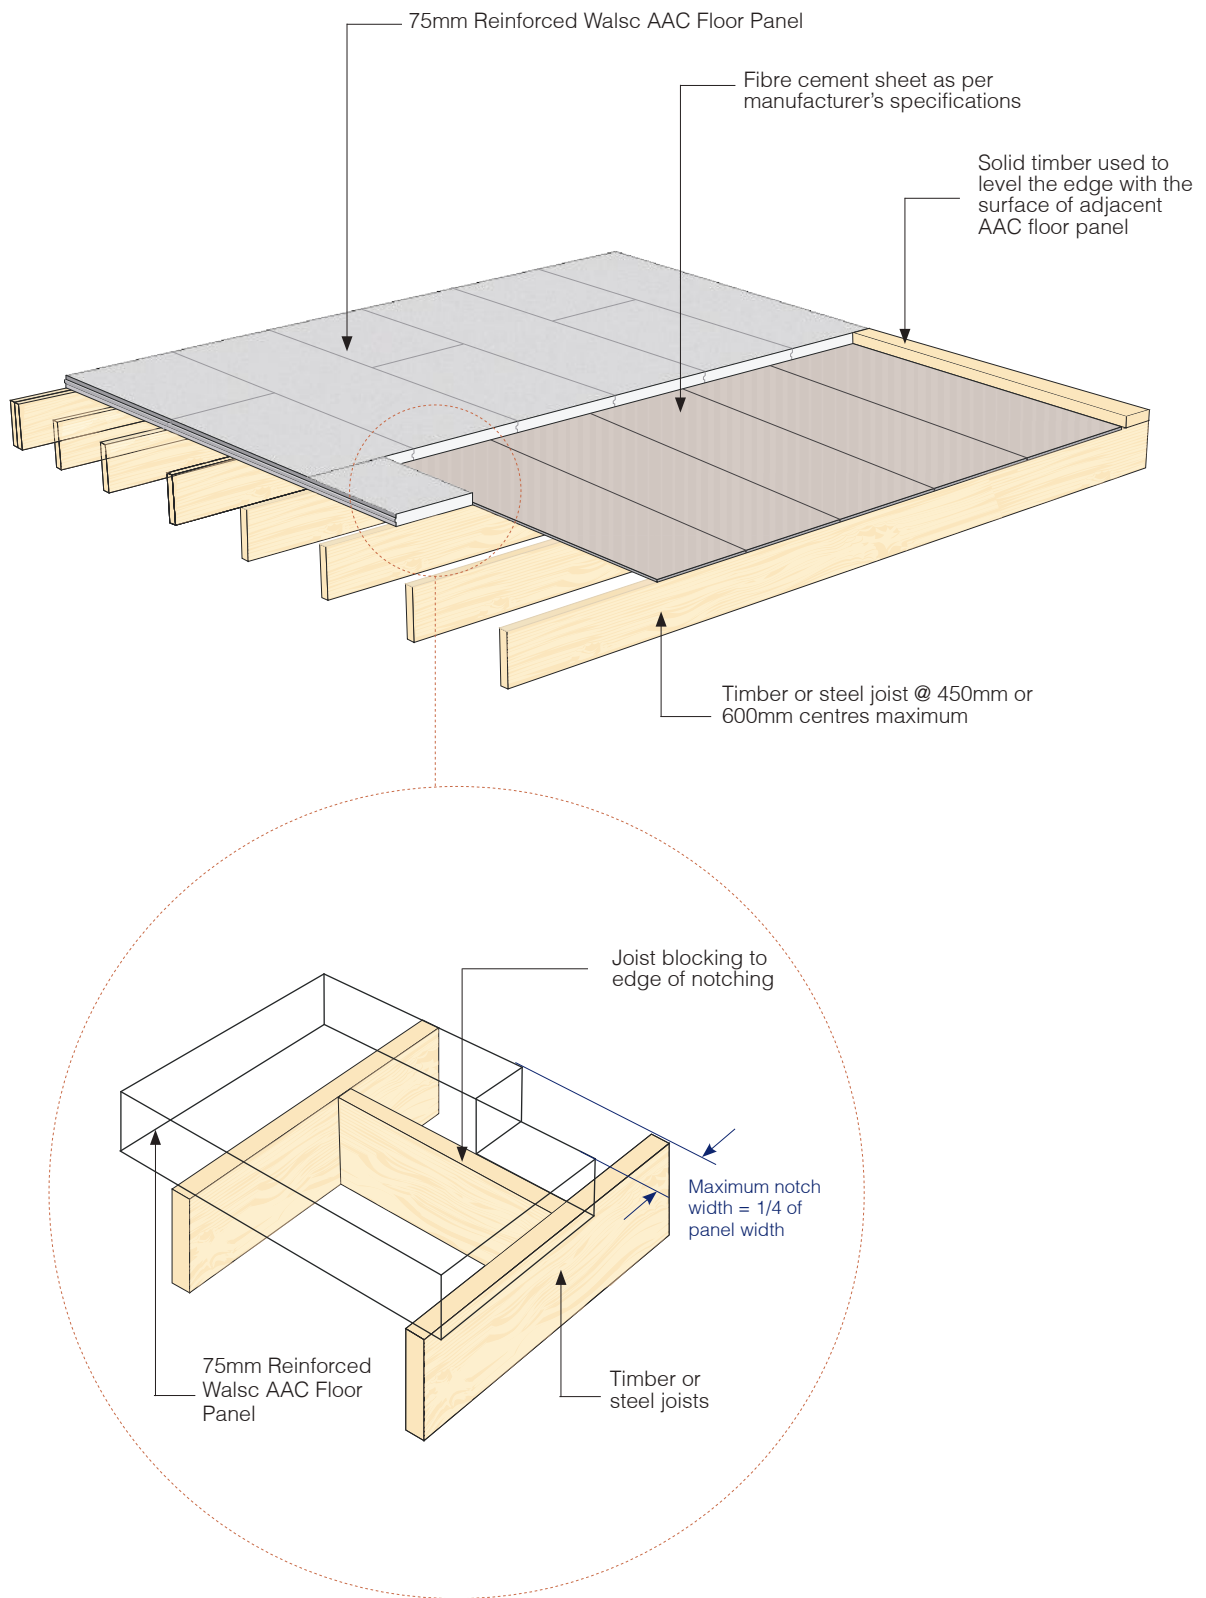 75mm Reinforced Walsc AAC Floor Panel
Fibre cement sheet as per
manufacturer's specifications
Solid timber used to
level the edge with the
surface of adjacent
AAC floor panel
Timber or steel joist @ 450mm or
600mm centres maximum
Joist blocking to
edge of notching
Maximum notch
width = 1/4 of
panel width
75mm Reinforced
Walsc AAC Floor
Panel
Timber or
steel joists